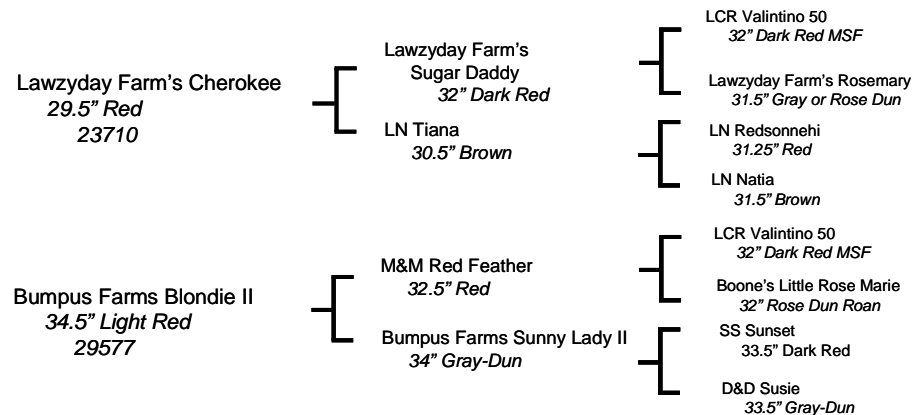 Lawzyday Farm's Cherokee
29.5" Red
23710
Lawzyday Farm's
Sugar Daddy
32" Dark Red
LN Tiana
30.5" Brown
LCR Valintino 50
32" Dark Red MSF
Lawzyday Farm's Rosemary
31.5" Gray or Rose Dun
LN Redsonnehi
31.25" Red
LN Natia
31.5" Brown
Bumpus Farms Blondie II
34.5" Light Red
29577
M&M Red Feather
32.5" Red
Bumpus Farms Sunny Lady II
34" Gray-Dun
LCR Valintino 50
32" Dark Red MSF
Boone's Little Rose Marie
32" Rose Dun Roan
SS Sunset
33.5" Dark Red
D&D Susie
33.5" Gray-Dun